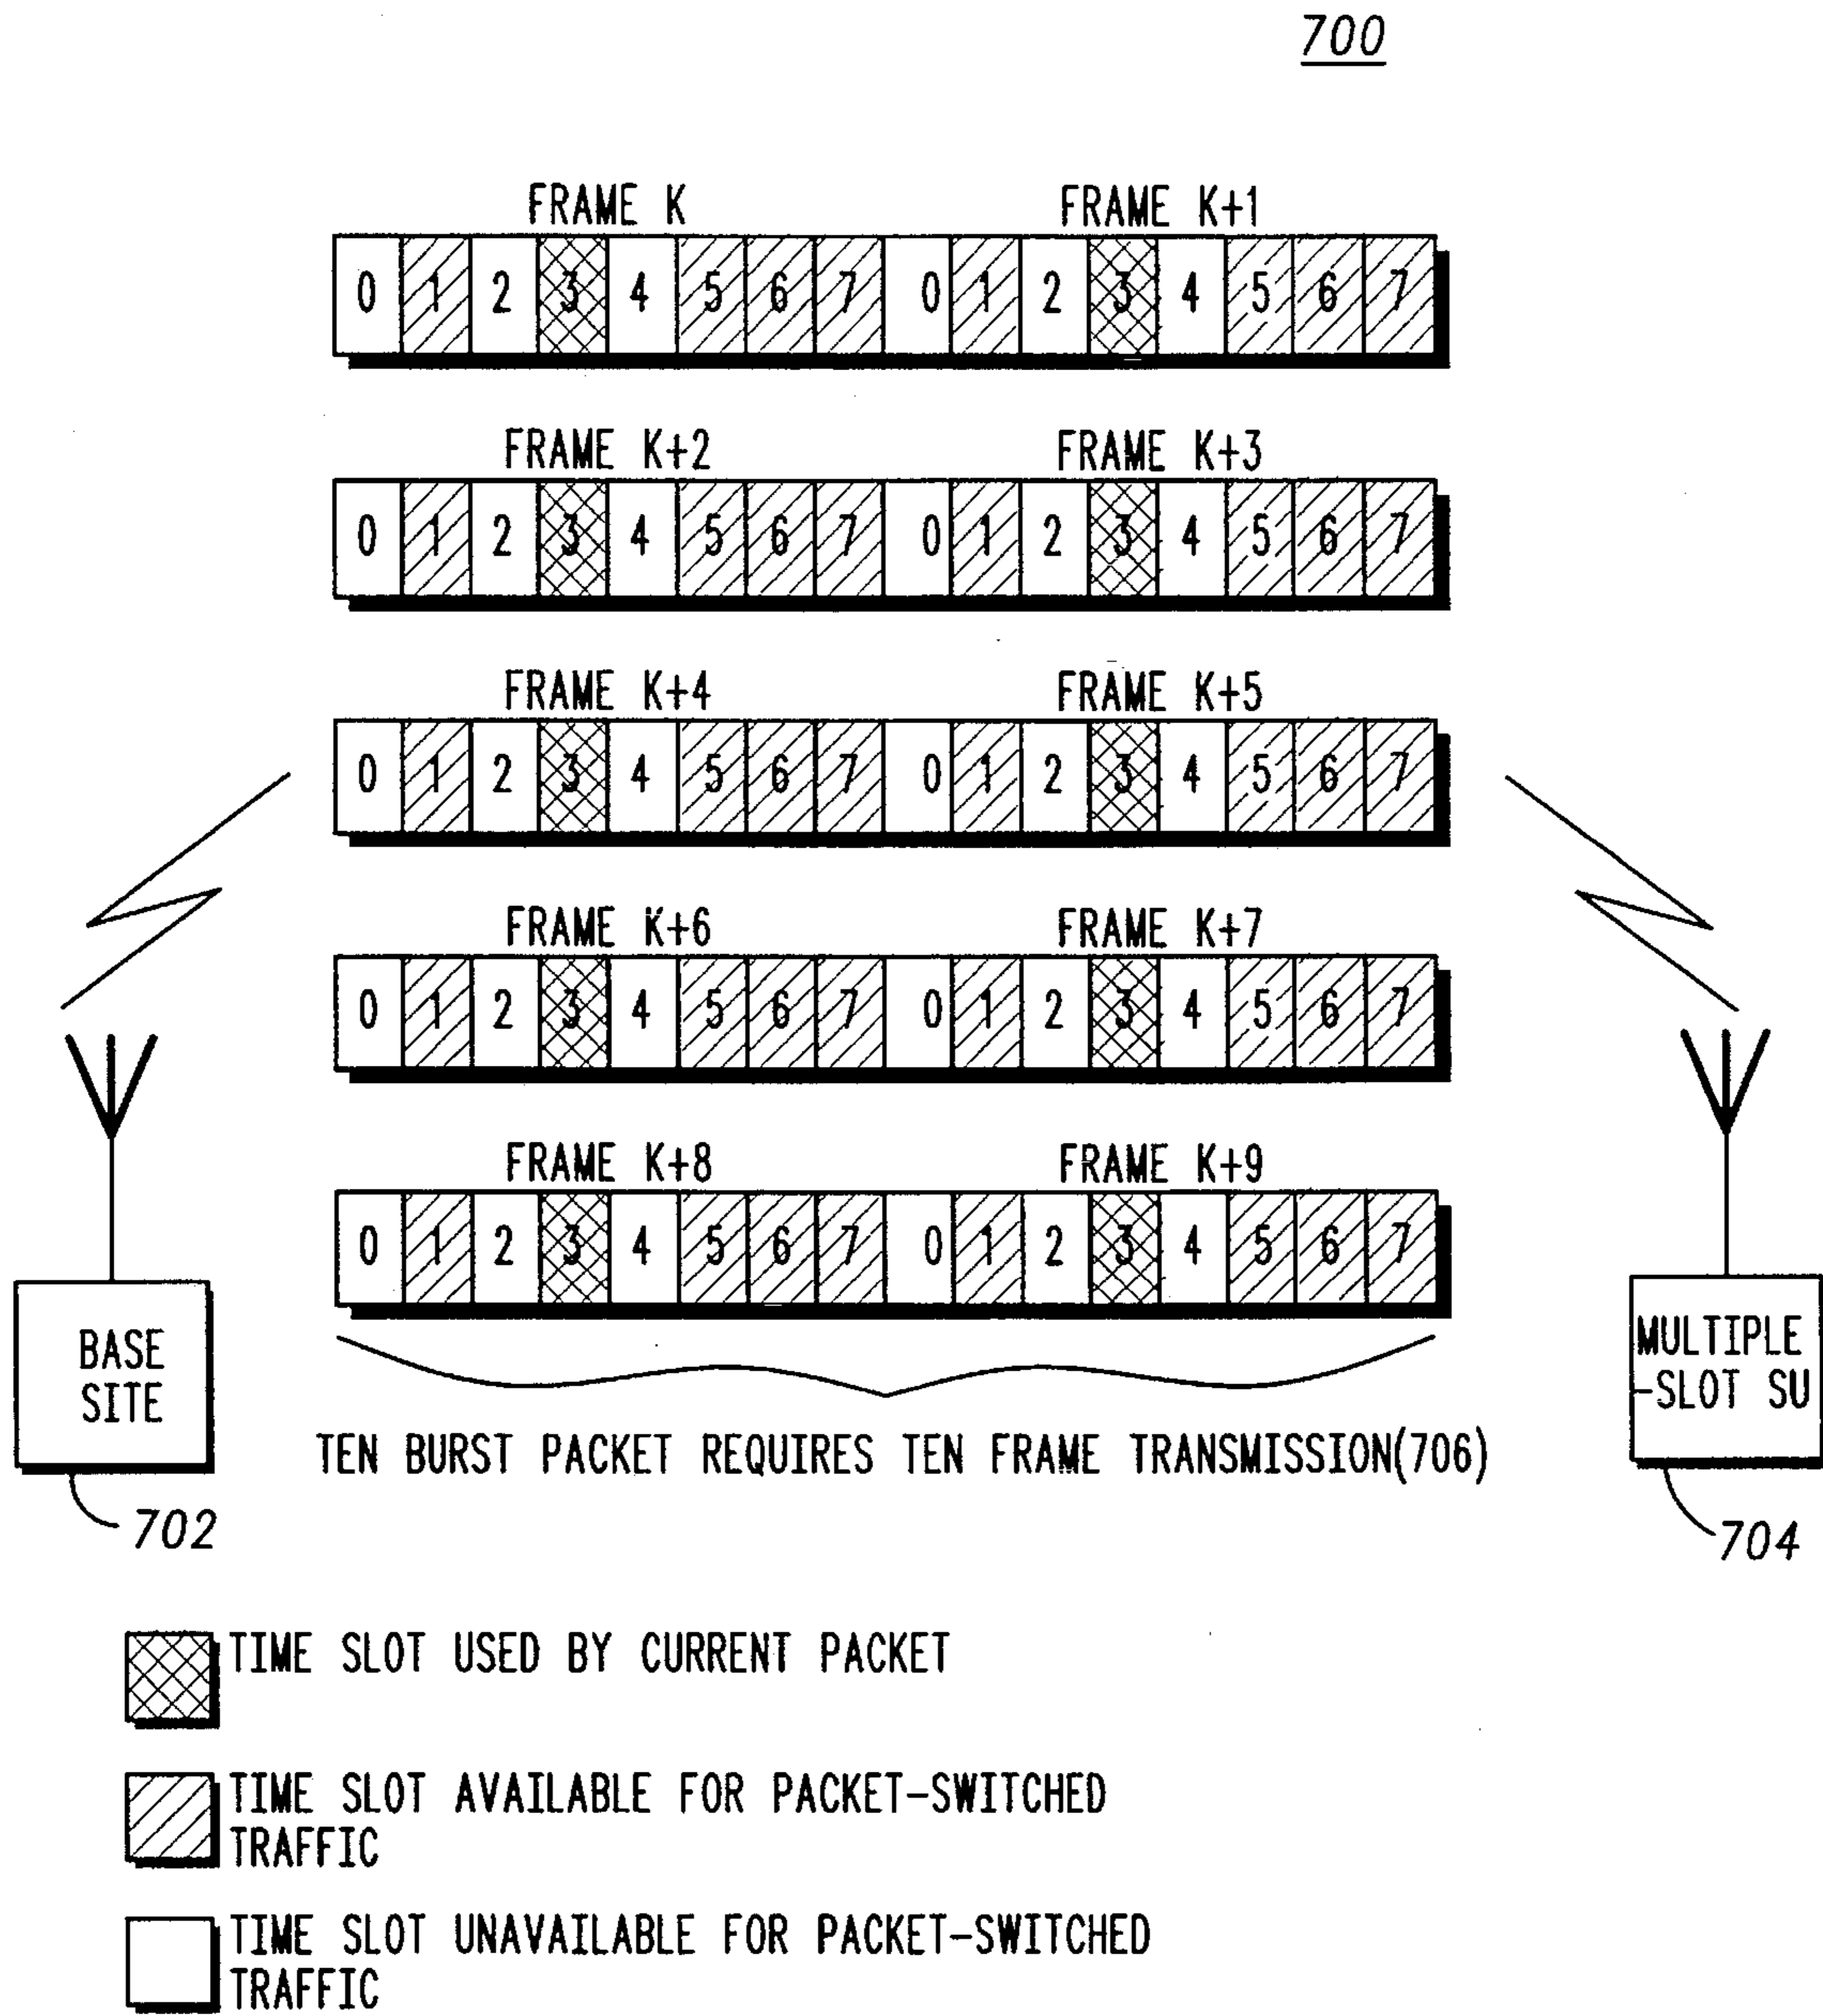 700
FRAME K FRAME K+1
0 1 2 3 4 5 6 7 0 1 2 3 4 5 6 7
FRAME K+2 FRAME K+3
0 1 2 3 4 5 6 7 0 1 2 3 4 5 6 7
FRAME K+4 FRAME K+5
0 1 2 3 4 5 6 7 0 1 2 3 4 5 6 7
FRAME K+6 FRAME K+7
0 1 2 3 4 5 6 7 0 1 2 3 4 5 6 7
FRAME K+8 FRAME K+9
0 1 2 3 4 5 6 7 0 1 2 3 4 5 6 7
BASE
SITE
702
MULTIPLE
-SLOT SU
704
TEN BURST PACKET REQUIRES TEN FRAME TRANSMISSION(706)
TIME SLOT USED BY CURRENT PACKET
TIME SLOT AVAILABLE FOR PACKET-SWITCHED
TRAFFIC
TIME SLOT UNAVAILABLE FOR PACKET-SWITCHED
TRAFFIC